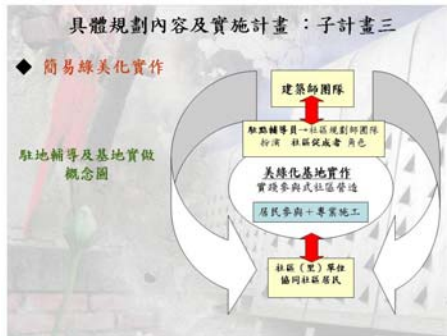 具體規劃內容及實施計畫 ：子計畫三
◆ 簡易綠美化實作
駐地輔導及基地實做
概念圖
建築師團隊
駐點輔導員→社區規劃師團隊
扮演 社區促成者 角色
美綠化基地實作
實踐參與式社區營造
居民參與＋專業施工
社區（里）單位
協同社區居民